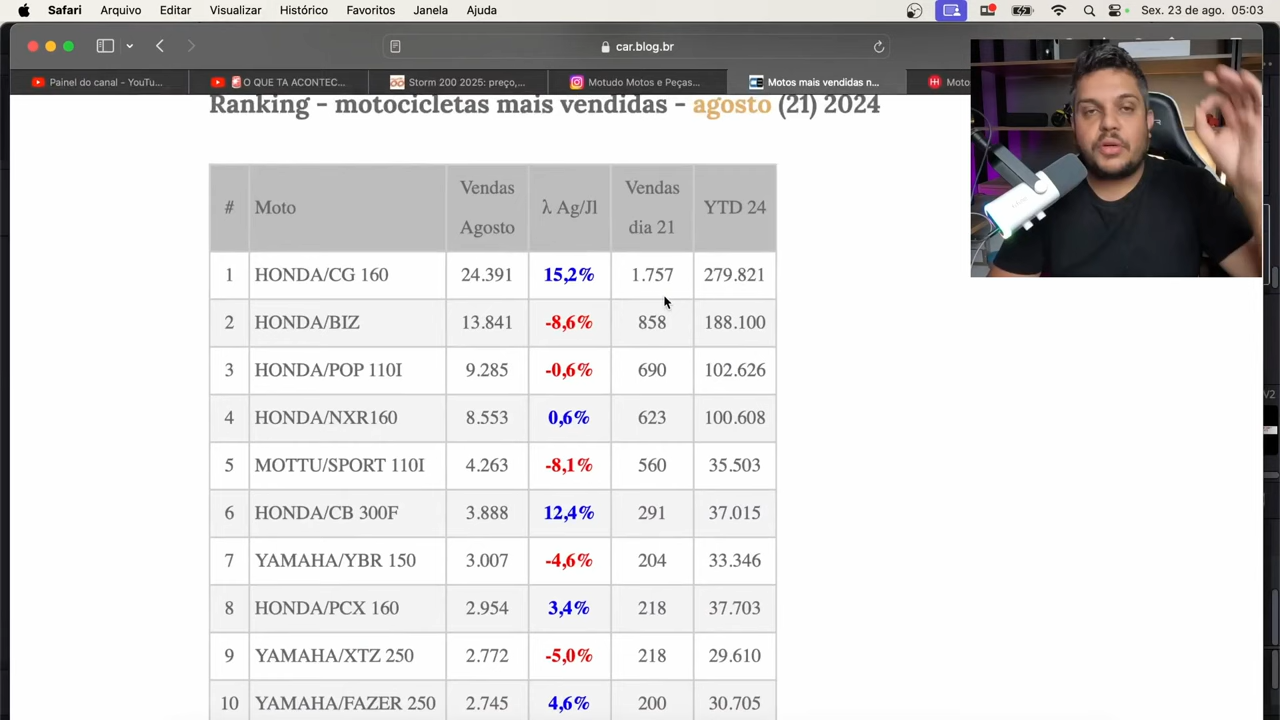 Safari Arquivo Editar Visualizar Histórico Favoritos Janela Ajuda Sex. 23 de ago. 05:03
car.blog.br
Painel do canal - YouTu... O QUE TA ACONTEC... Storm 200 2025: preço,... Motudo Motos e Peças... Motos mais vendidas n... Moto
Ranking - motocicletas mais vendidas - agosto (21) 2024
# Moto Vendas Agosto λ Ag/Jl Vendas dia 21 YTD 24
1 HONDA/CG 160 24.391 15,2% 1.757 279.821
2 HONDA/BIZ 13.841 -8,6% 858 188.100
3 HONDA/POP 110I 9.285 -0,6% 690 102.626
4 HONDA/NXR160 8.553 0,6% 623 100.608
5 MOTTU/SPORT 110I 4.263 -8,1% 560 35.503
6 HONDA/CB 300F 3.888 12,4% 291 37.015
7 YAMAHA/YBR 150 3.007 -4,6% 204 33.346
8 HONDA/PCX 160 2.954 3,4% 218 37.703
9 YAMAHA/XTZ 250 2.772 -5,0% 218 29.610
10 YAMAHA/FAZER 250 2.745 4,6% 200 30.705
V2